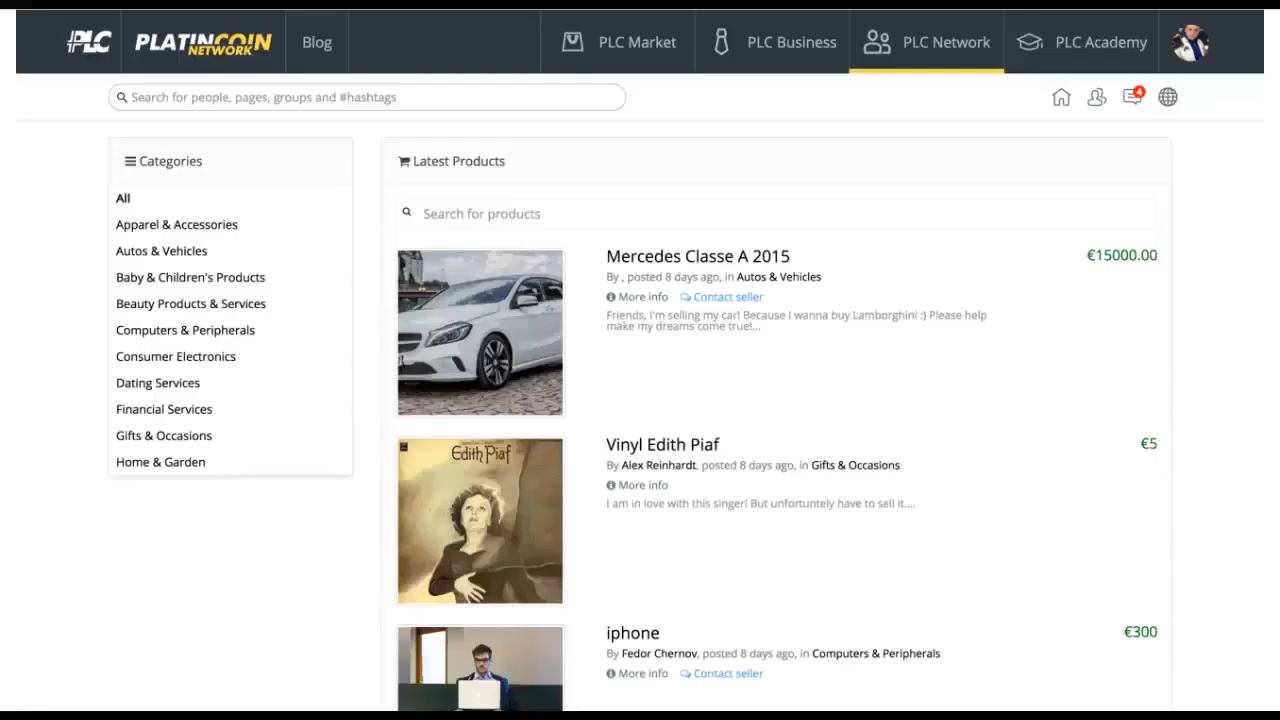 PLC
PLATINCOIN
NETWORK
Blog
PLC Market
PLC Business
PLC Network
PLC Academy
Search for people, pages, groups and #hashtags
4
Categories
All
Apparel & Accessories
Autos & Vehicles
Baby & Children's Products
Beauty Products & Services
Computers & Peripherals
Consumer Electronics
Dating Services
Financial Services
Gifts & Occasions
Home & Garden
Latest Products
Search for products
Mercedes Classe A 2015
€15000.00
By , posted 8 days ago, in Autos & Vehicles
More info Contact seller
Friends, I'm selling my car! Because I wanna buy Lamborghini :) Please help
make my dreams come true!...
Edith Piaf
Vinyl Edith Piaf
€5
By Alex Reinhardt, posted 8 days ago, in Gifts & Occasions
More info
I am in love with this singer! But unfortuntely have to sell it....
iphone
€300
By Fedor Chernov, posted 8 days ago, in Computers & Peripherals
More info Contact seller